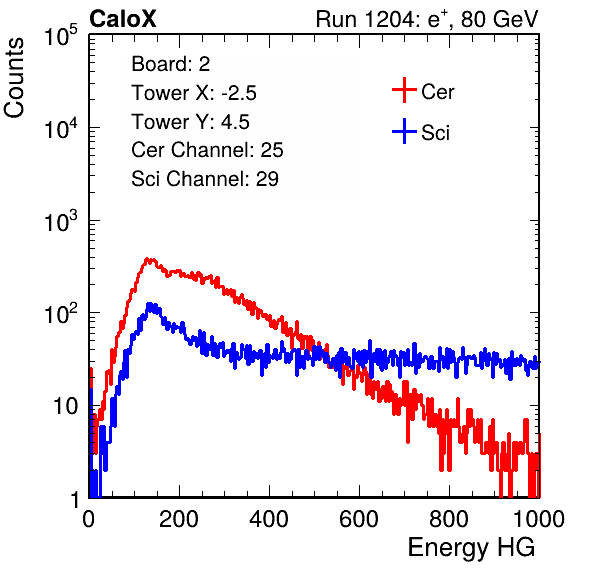 CaloX Run 1204: e⁺, 80 GeV
Counts
Board: 2
Tower X: -2.5
Tower Y: 4.5
Cer Channel: 25
Sci Channel: 29
Cer
Sci
10⁵
10⁴
10³
10²
10
1
0 200 400 600 800 1000
Energy HG